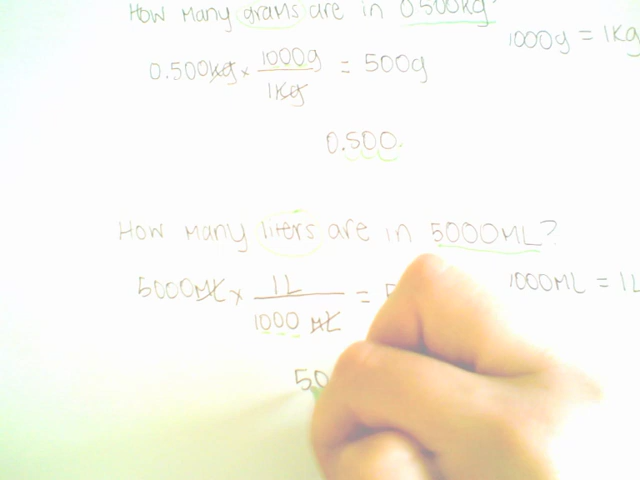 How many grams are in 0.500kg?
1000g = 1Kg
0.500kg × 1000g = 500g
1Kg
0.500.
How many liters are in 5000ML?
1000ML = 1L
5000ML × 1L =
1000 ML